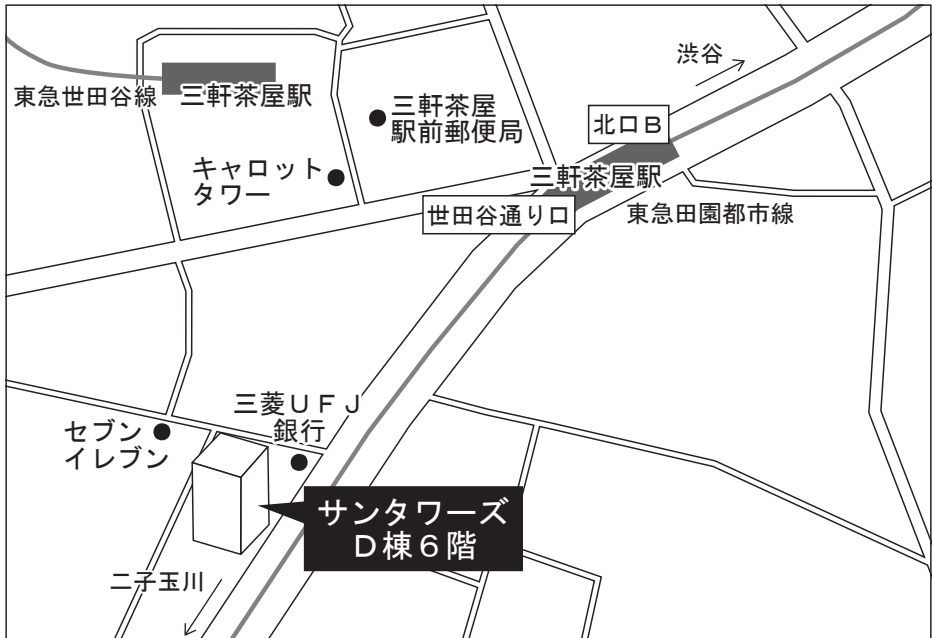 渋谷
東急世田谷線
三軒茶屋駅
三軒茶屋
駅前郵便局
北口Ｂ
キャロット
タワー
三軒茶屋駅
世田谷通り口
東急田園都市線
三菱ＵＦＪ
銀行
セブン
イレブン
サンタワーズ
Ｄ棟６階
二子玉川